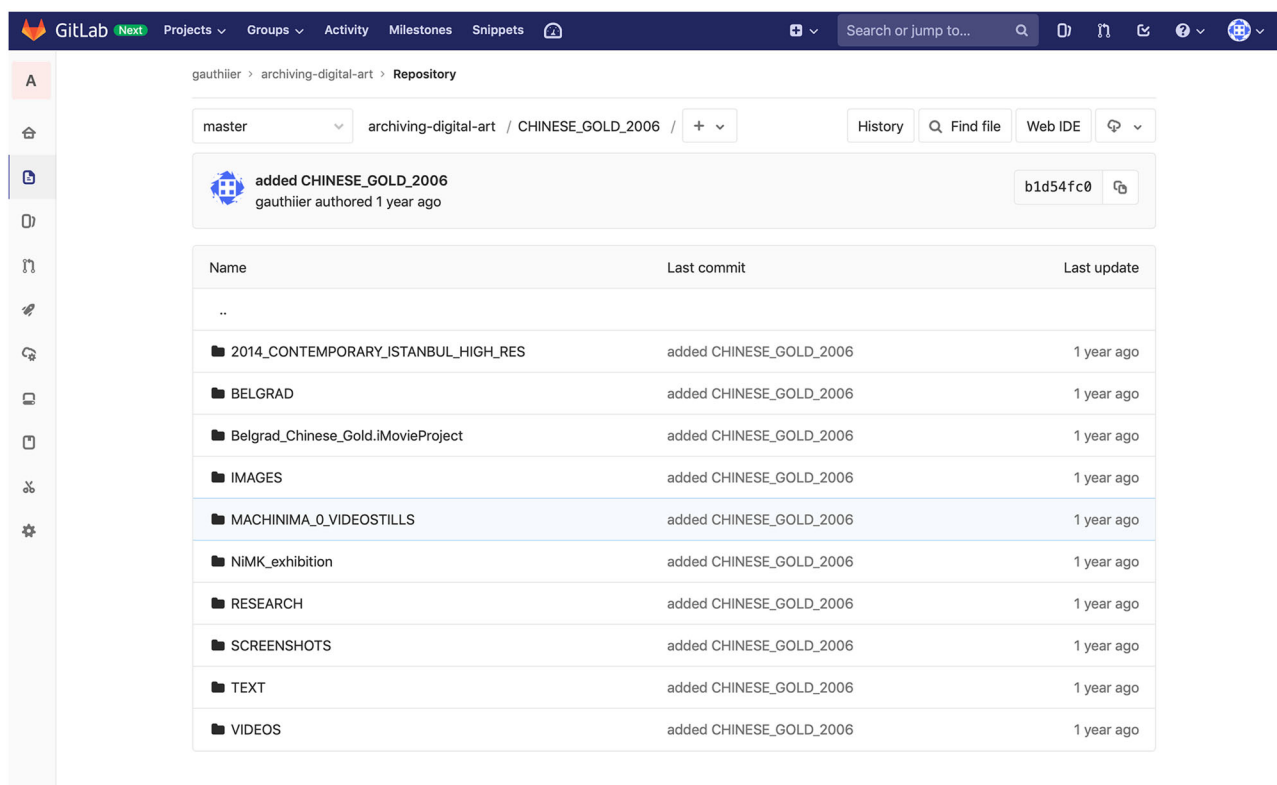 GitLab Next Projects Groups Activity Milestones Snippets Search or jump to...
A
gauthiier › archiving-digital-art › Repository
master archiving-digital-art / CHINESE_GOLD_2006 / + History Find file Web IDE
added CHINESE_GOLD_2006
gauthiier authored 1 year ago
b1d54fc0
Name Last commit Last update
..
2014_CONTEMPORARY_ISTANBUL_HIGH_RES added CHINESE_GOLD_2006 1 year ago
BELGRAD added CHINESE_GOLD_2006 1 year ago
Belgrad_Chinese_Gold.iMovieProject added CHINESE_GOLD_2006 1 year ago
IMAGES added CHINESE_GOLD_2006 1 year ago
MACHINIMA_0_VIDEOSTILLS added CHINESE_GOLD_2006 1 year ago
NiMK_exhibition added CHINESE_GOLD_2006 1 year ago
RESEARCH added CHINESE_GOLD_2006 1 year ago
SCREENSHOTS added CHINESE_GOLD_2006 1 year ago
TEXT added CHINESE_GOLD_2006 1 year ago
VIDEOS added CHINESE_GOLD_2006 1 year ago